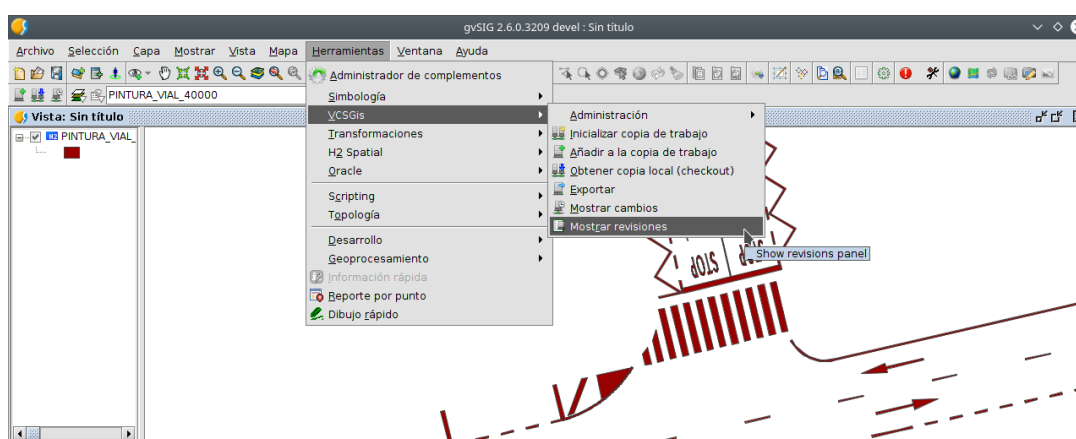 gvSIG 2.6.0.3209 devel : Sin título
Archivo Selección Capa Mostrar Vista Mapa Herramientas Ventana Ayuda
PINTURA_VIAL_40000
Vista: Sin título
PINTURA_VIAL_
Administrador de complementos
Simbología
VCSGis
Transformaciones
H2 Spatial
Oracle
Scripting
Topología
Desarrollo
Geoprocesamiento
Información rápida
Reporte por punto
Dibujo rápido
Administración
Inicializar copia de trabajo
Añadir a la copia de trabajo
Obtener copia local (checkout)
Exportar
Mostrar cambios
Mostrar revisiones
Show revisions panel
STOP
STOP